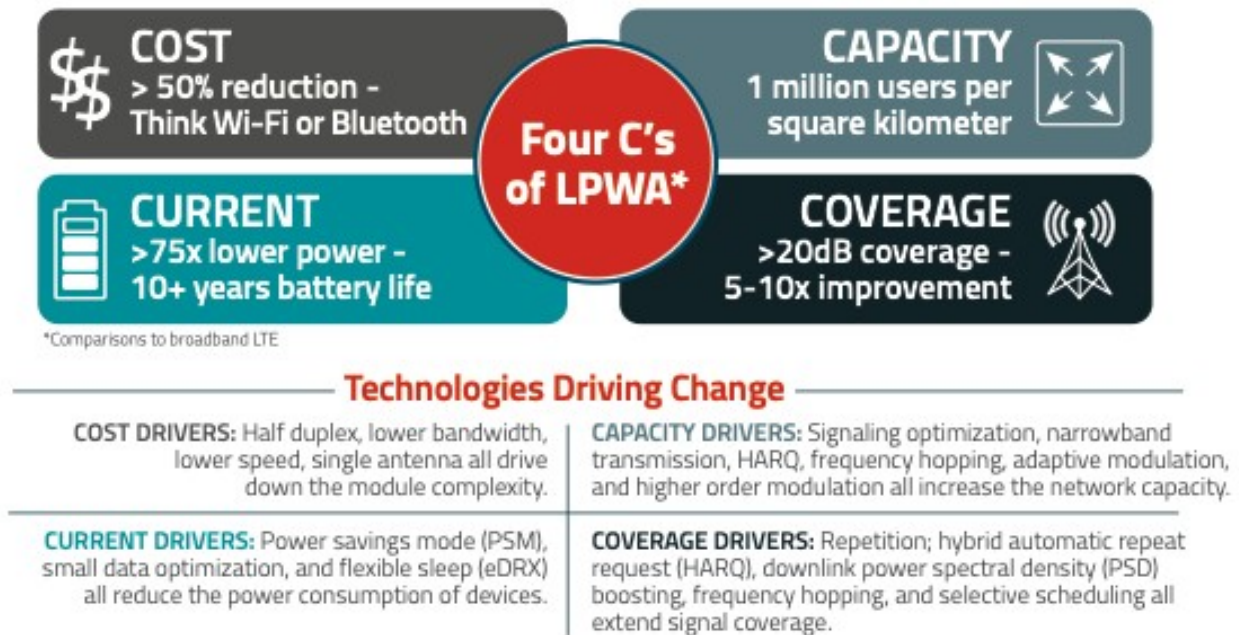 COST
> 50% reduction -
Think Wi-Fi or Bluetooth
CAPACITY
1 million users per
square kilometer
Four C's
of LPWA*
CURRENT
>75x lower power -
10+ years battery life
COVERAGE
>20dB coverage -
5-10x improvement
*Comparisons to broadband LTE
Technologies Driving Change
COST DRIVERS: Half duplex, lower bandwidth,
lower speed, single antenna all drive
down the module complexity.
CAPACITY DRIVERS: Signaling optimization, narrowband
transmission, HARQ, frequency hopping, adaptive modulation,
and higher order modulation all increase the network capacity.
CURRENT DRIVERS: Power savings mode (PSM),
small data optimization, and flexible sleep (eDRX)
all reduce the power consumption of devices.
COVERAGE DRIVERS: Repetition; hybrid automatic repeat
request (HARQ), downlink power spectral density (PSD)
boosting, frequency hopping, and selective scheduling all
extend signal coverage.